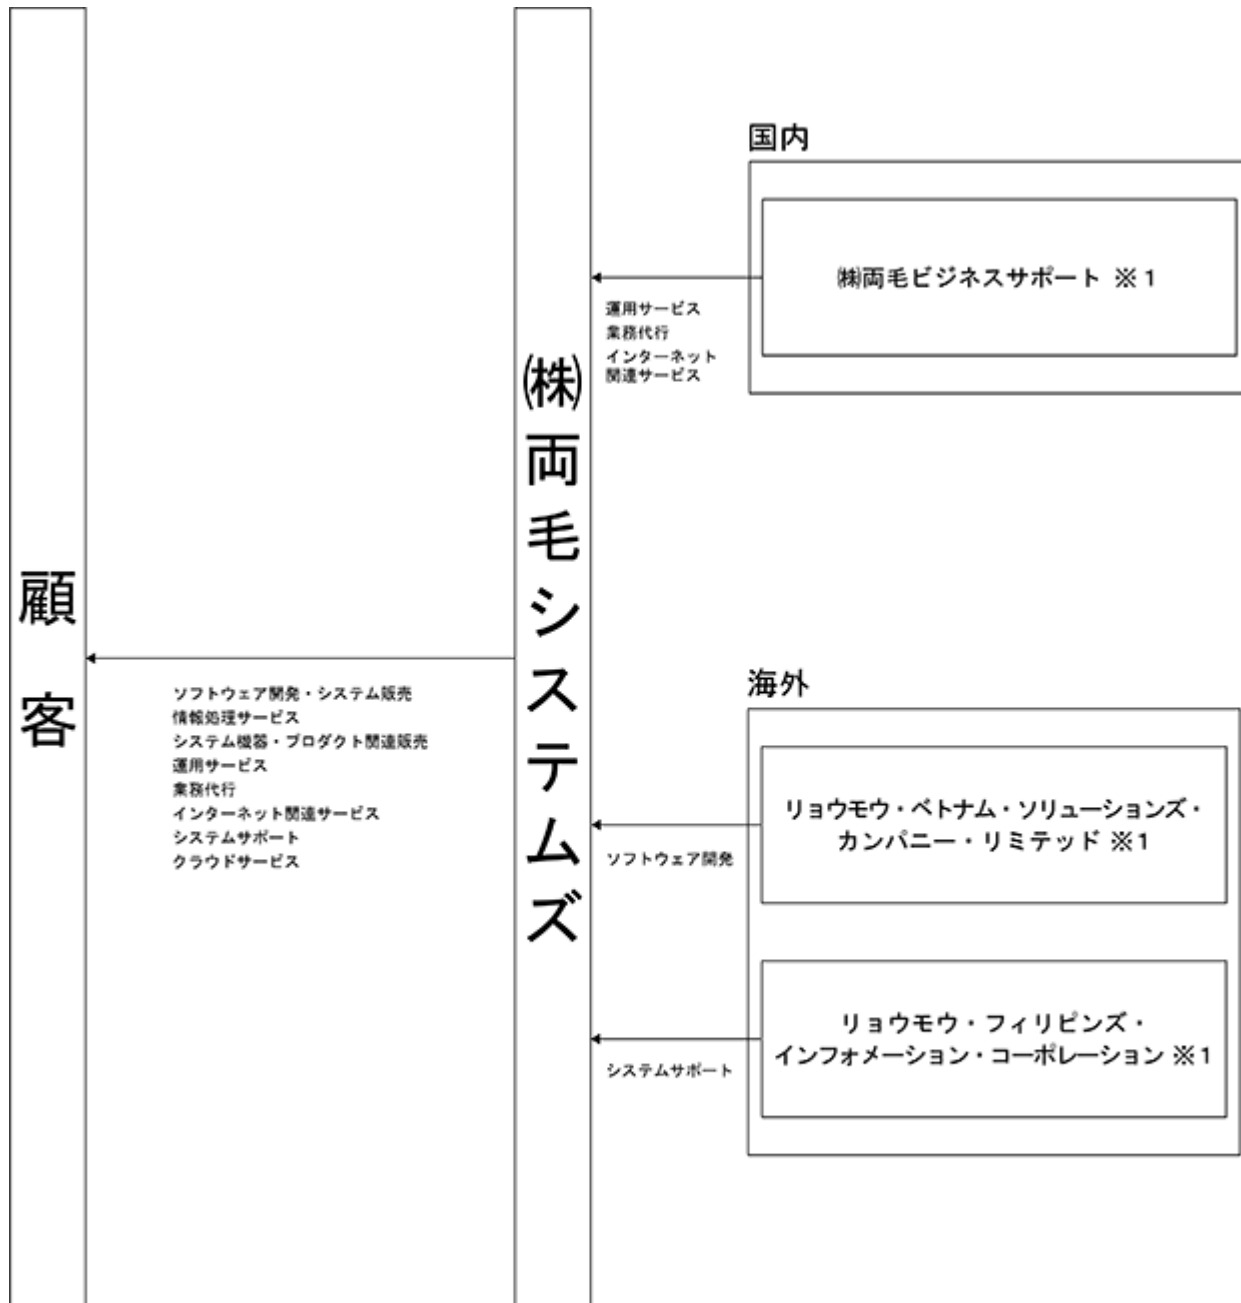 顧客
ソフトウェア開発・システム販売
情報処理サービス
システム機器・プロダクト関連販売
運用サービス
業務代行
インターネット関連サービス
システムサポート
クラウドサービス
㈱両毛システムズ
運用サービス
業務代行
インターネット
関連サービス
国内
㈱両毛ビジネスサポート ※1
ソフトウェア開発
システムサポート
海外
リョウモウ・ベトナム・ソリューションズ・
カンパニー・リミテッド ※1
リョウモウ・フィリピンズ・
インフォメーション・コーポレーション ※1